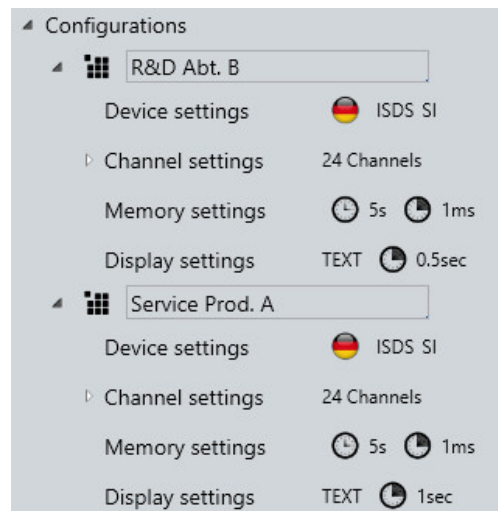 Configurations
R&D Abt. B
Device settings ISDS SI
Channel settings 24 Channels
Memory settings 5s 1ms
Display settings TEXT 0.5sec
Service Prod. A
Device settings ISDS SI
Channel settings 24 Channels
Memory settings 5s 1ms
Display settings TEXT 1sec